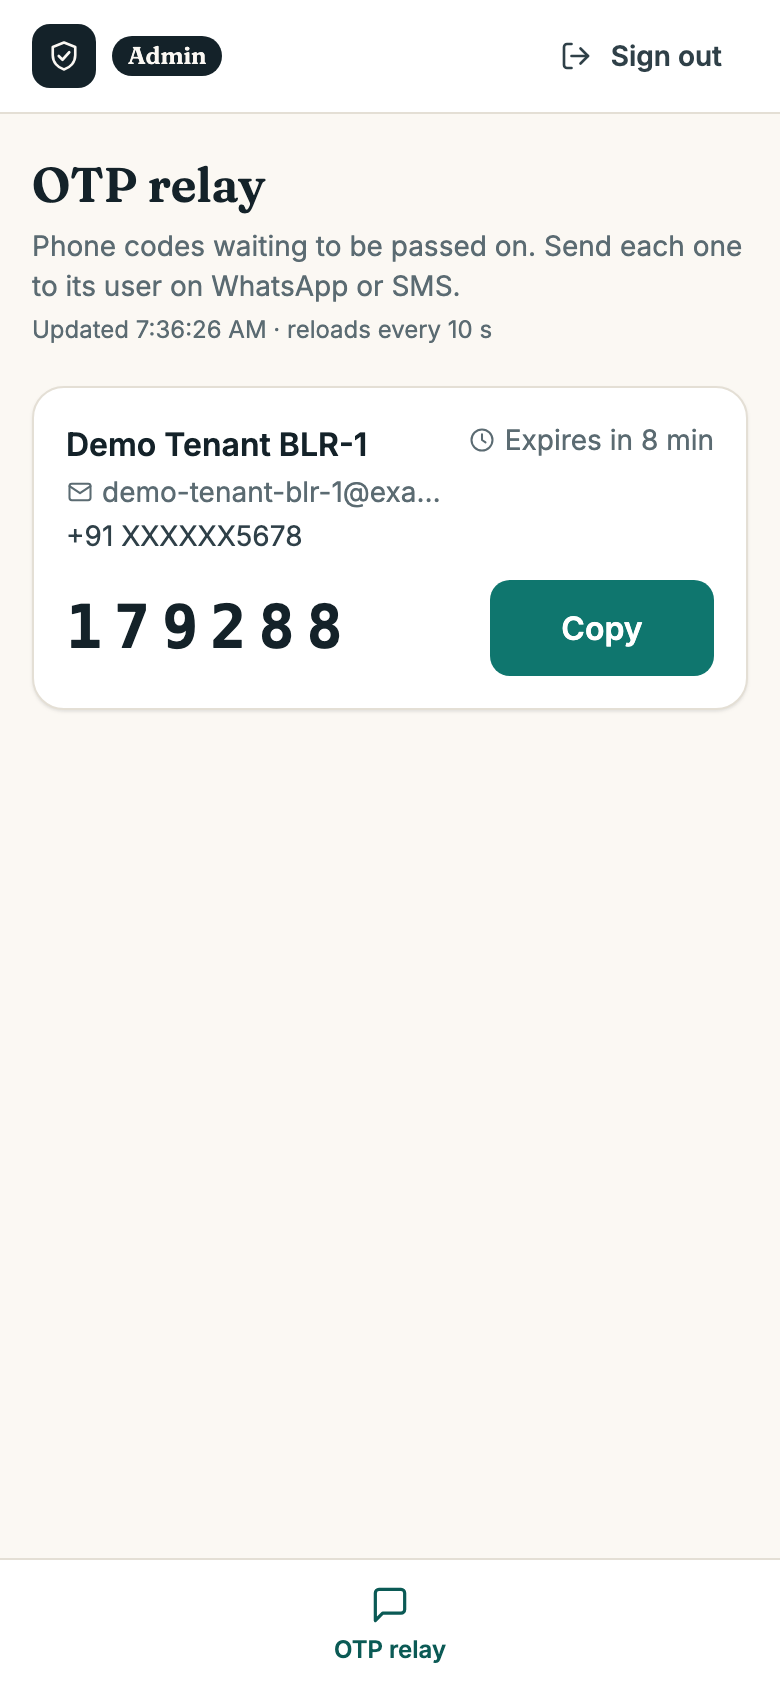 Admin
Sign out
OTP relay
Phone codes waiting to be passed on. Send each one
to its user on WhatsApp or SMS.
Updated 7:36:26 AM · reloads every 10 s
Demo Tenant BLR-1
Expires in 8 min
demo-tenant-blr-1@exa...
+91 XXXXXX5678
179288
Copy
OTP relay